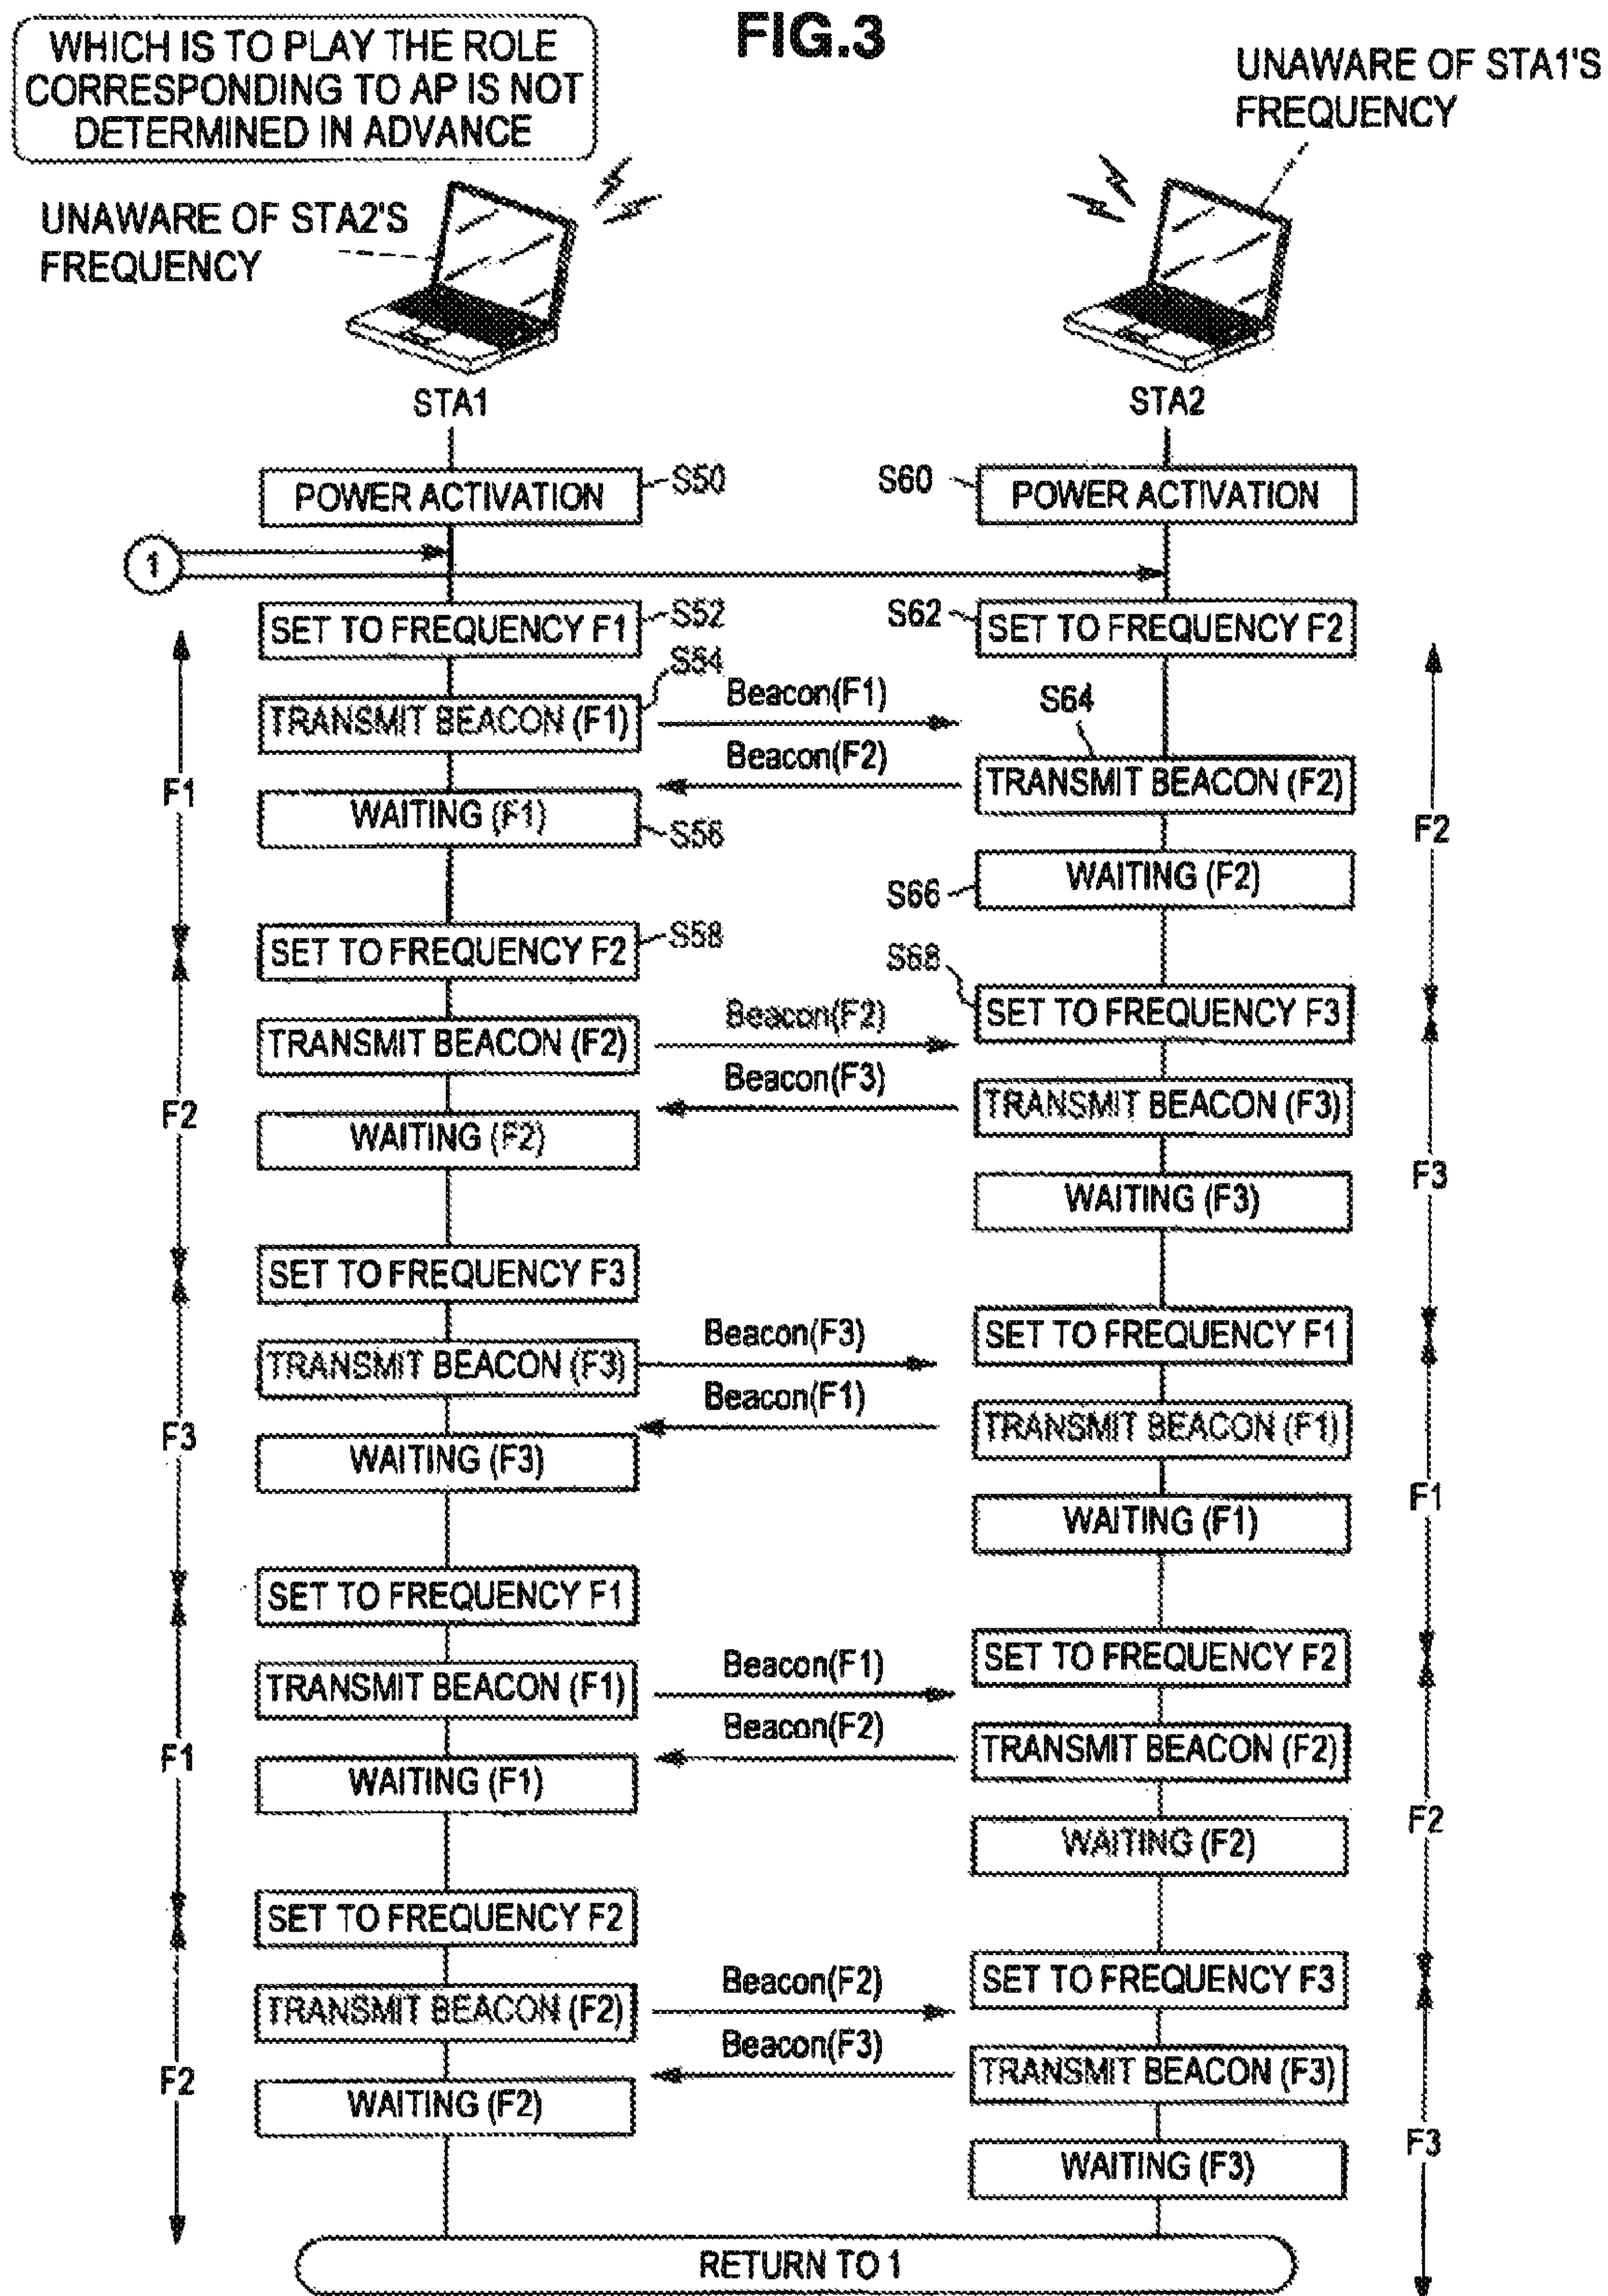 FIG.3
WHICH IS TO PLAY THE ROLE
CORRESPONDING TO AP IS NOT
DETERMINED IN ADVANCE
UNAWARE OF STA1'S
FREQUENCY
UNAWARE OF STA2'S
FREQUENCY
STA1
STA2
POWER ACTIVATION
S50
S60
POWER ACTIVATION
1
SET TO FREQUENCY F1
S52
S62
SET TO FREQUENCY F2
S54
TRANSMIT BEACON (F1)
Beacon(F1)
S64
Beacon(F2)
TRANSMIT BEACON (F2)
F1
WAITING (F1)
S56
F2
WAITING (F2)
S66
SET TO FREQUENCY F2
S58
S68
SET TO FREQUENCY F3
TRANSMIT BEACON (F2)
Beacon(F2)
Beacon(F3)
TRANSMIT BEACON (F3)
F2
WAITING (F2)
F3
WAITING (F3)
SET TO FREQUENCY F3
SET TO FREQUENCY F1
TRANSMIT BEACON (F3)
Beacon(F3)
Beacon(F1)
TRANSMIT BEACON (F1)
F3
WAITING (F3)
F1
WAITING (F1)
SET TO FREQUENCY F1
SET TO FREQUENCY F2
TRANSMIT BEACON (F1)
Beacon(F1)
Beacon(F2)
TRANSMIT BEACON (F2)
F1
WAITING (F1)
F2
WAITING (F2)
SET TO FREQUENCY F2
SET TO FREQUENCY F3
TRANSMIT BEACON (F2)
Beacon(F2)
Beacon(F3)
TRANSMIT BEACON (F3)
F2
WAITING (F2)
F3
WAITING (F3)
RETURN TO 1